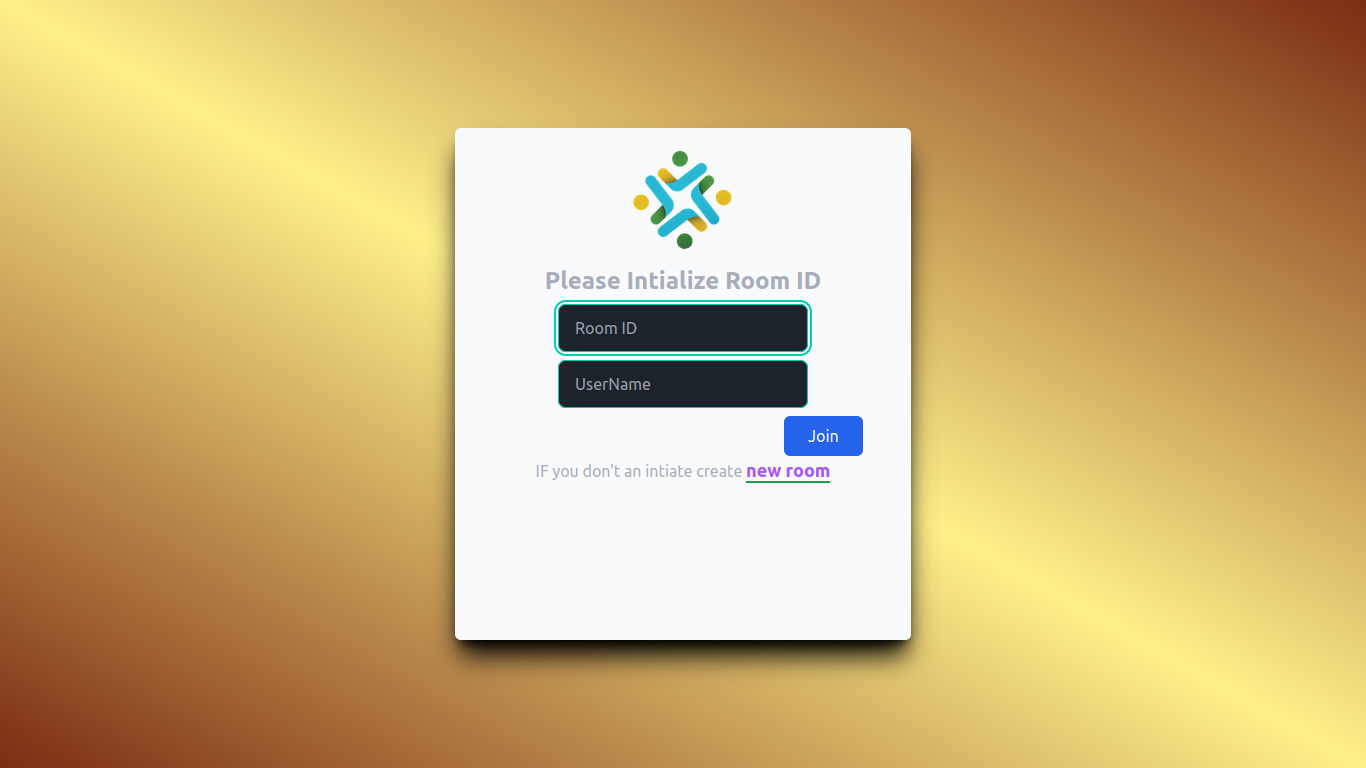 Please Intialize Room ID
Room ID
UserName
Join
IF you don't an intiate create new room